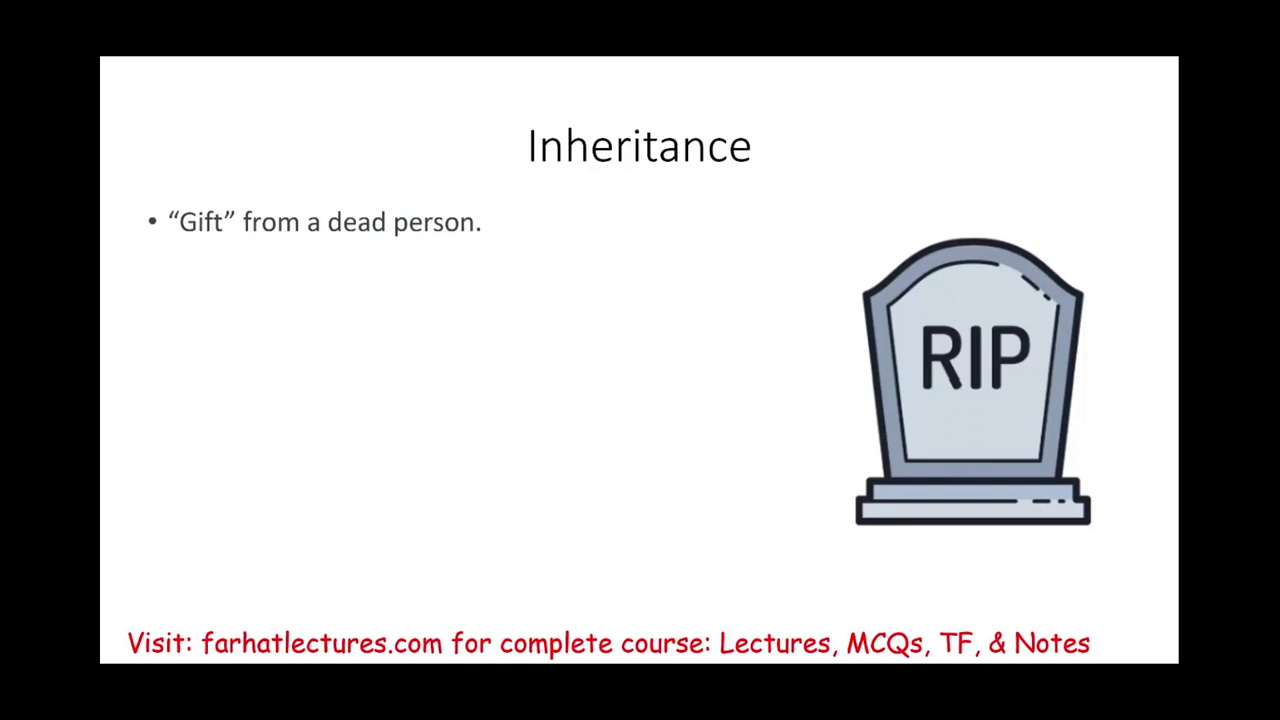 Inheritance
• “Gift” from a dead person.
RIP
Visit: farhatlectures.com for complete course: Lectures, MCQs, TF, & Notes